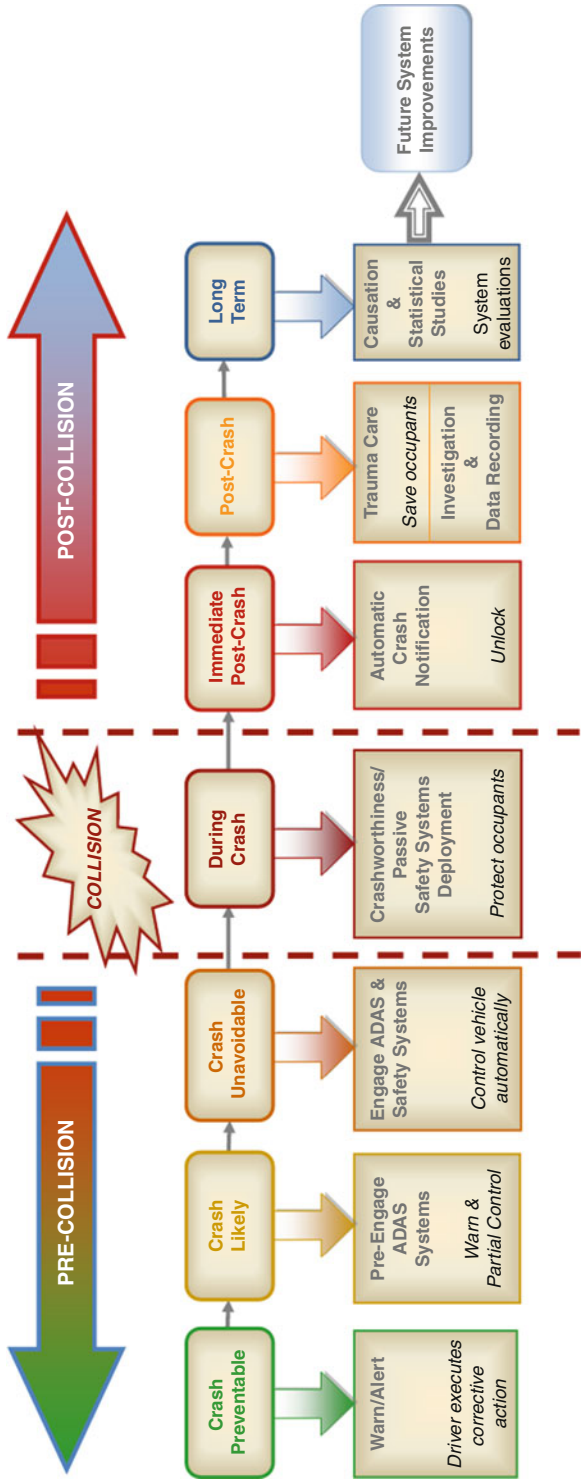 PRE-COLLISION
COLLISION
POST-COLLISION
Crash
Preventable
Crash
Likely
Crash
Unavoidable
During
Crash
Immediate
Post-Crash
Post-Crash
Long
Term
Warn/Alert
Driver executes
corrective
action
Pre-Engage
ADAS
Systems
Warn &
Partial Control
Engage ADAS &
Safety Systems
Control vehicle
automatically
Crashworthiness/
Passive
Safety Systems
Deployment
Protect occupants
Automatic
Crash
Notification
Unlock
Trauma Care
Save occupants
Investigation
&
Data Recording
Causation
&
Statistical
Studies
System
evaluations
Future System
Improvements